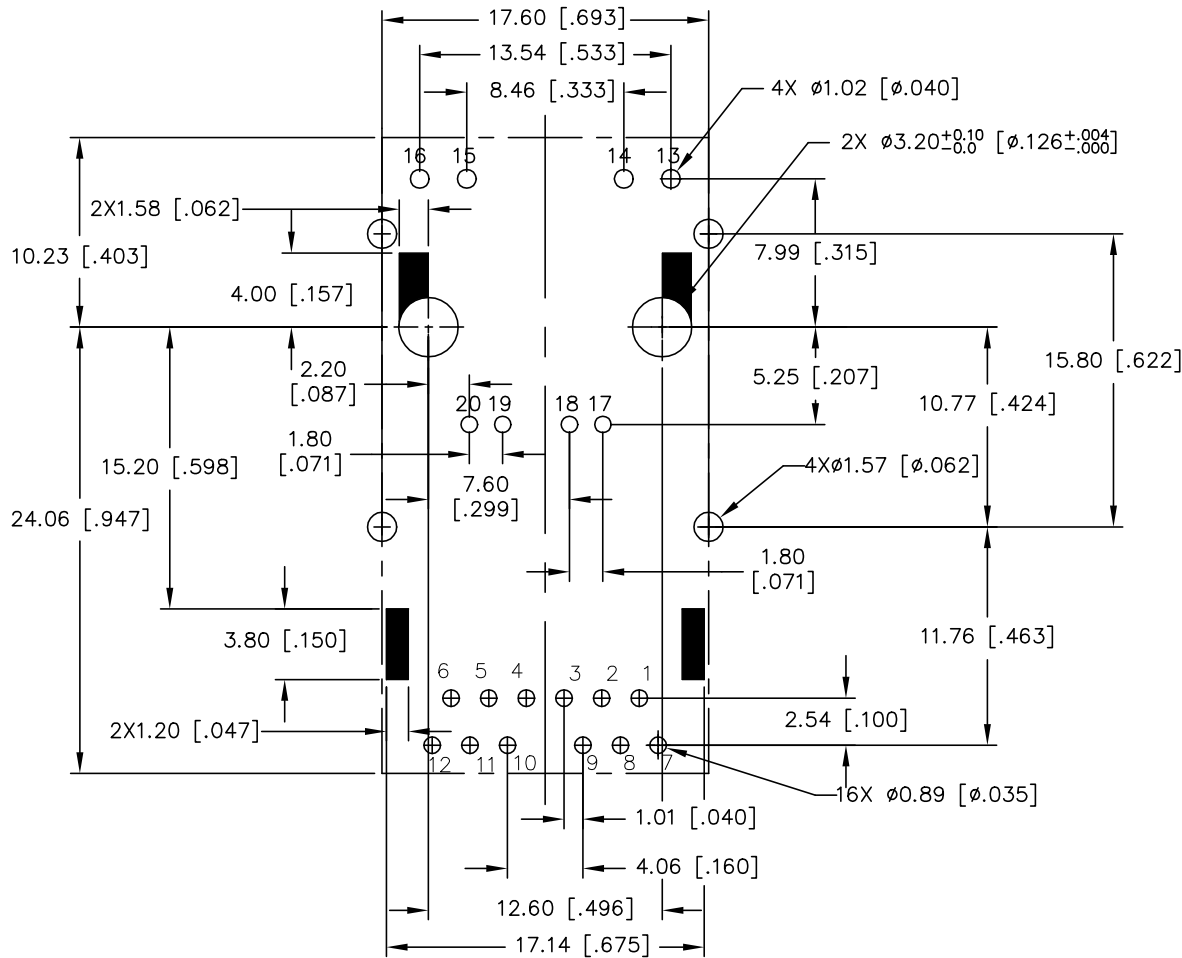 17.60 [.693]
13.54 [.533]
8.46 [.333]
4X ø1.02 [ø.040]
2X ø3.20+0.10 -0.0 [ø.126+.004 -.000]
16 15 14 13
2X1.58 [.062]
10.23 [.403]
7.99 [.315]
4.00 [.157]
15.80 [.622]
2.20
[.087]
5.25 [.207]
10.77 [.424]
20 19 18 17
1.80
[.071]
15.20 [.598]
4Xø1.57 [ø.062]
7.60
[.299]
24.06 [.947]
1.80
[.071]
3.80 [.150]
11.76 [.463]
6 5 4 3 2 1
2.54 [.100]
2X1.20 [.047]
12 11 10 9 8 7
16X ø0.89 [ø.035]
1.01 [.040]
4.06 [.160]
12.60 [.496]
17.14 [.675]